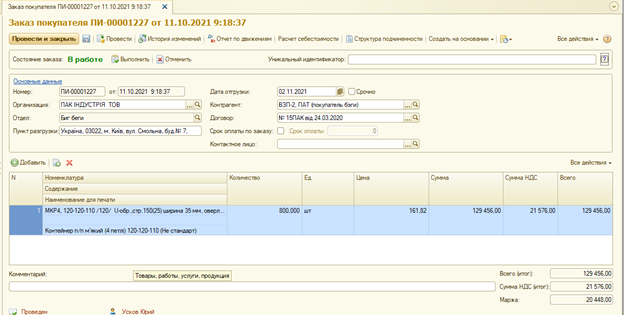 Заказ покупателя ПИ-00001227 от 11.10.2021 9:18:37
Заказ покупателя ПИ-00001227 от 11.10.2021 9:18:37
Провести и закрыть Провести История изменений Отчет по движениям Расчет себестоимости Структура подчиненности Создать на основании Все действия
Состояние заказа: В работе Выполнить Отменить Уникальный идентификатор: ?
Основные данные
Номер: ПИ-00001227 от: 11.10.2021 9:18:37 Дата отгрузки: 02.11.2021 Срочно
Организация: ПАК ІНДУСТРІЯ ТОВ Контрагент: ВЗП-2, ПАТ (покупатель бэги)
Отдел: Биг беги Договор: № 15ПАК від 24.03.2020
Пункт разгрузки: Україна, 03022, м. Київ, вул. Смольна, буд.№ 7, Срок оплаты по заказу: Срок оплаты: 0
Контактное лицо:
Добавить Все действия
N Номенклатура Количество Ед. Цена Сумма Сумма НДС Всего
Содержание
Наименование для печати
1 МКР4, 120-120-110 /120/ U-обр.,стр.150(25) ширина 35 мм, оверл... 800,000 шт 161,82 129 456,00 21 576,00 129 456,00
Контейнер п/п м'який (4 петлі) 120-120-110 (Не стандарт)
Комментарий: Товары, работы, услуги, продукция Всего (итог): 129 456,00
Сумма НДС (итог): 21 576,00
Маржа: 20 448,00
Проведен Усков Юрий